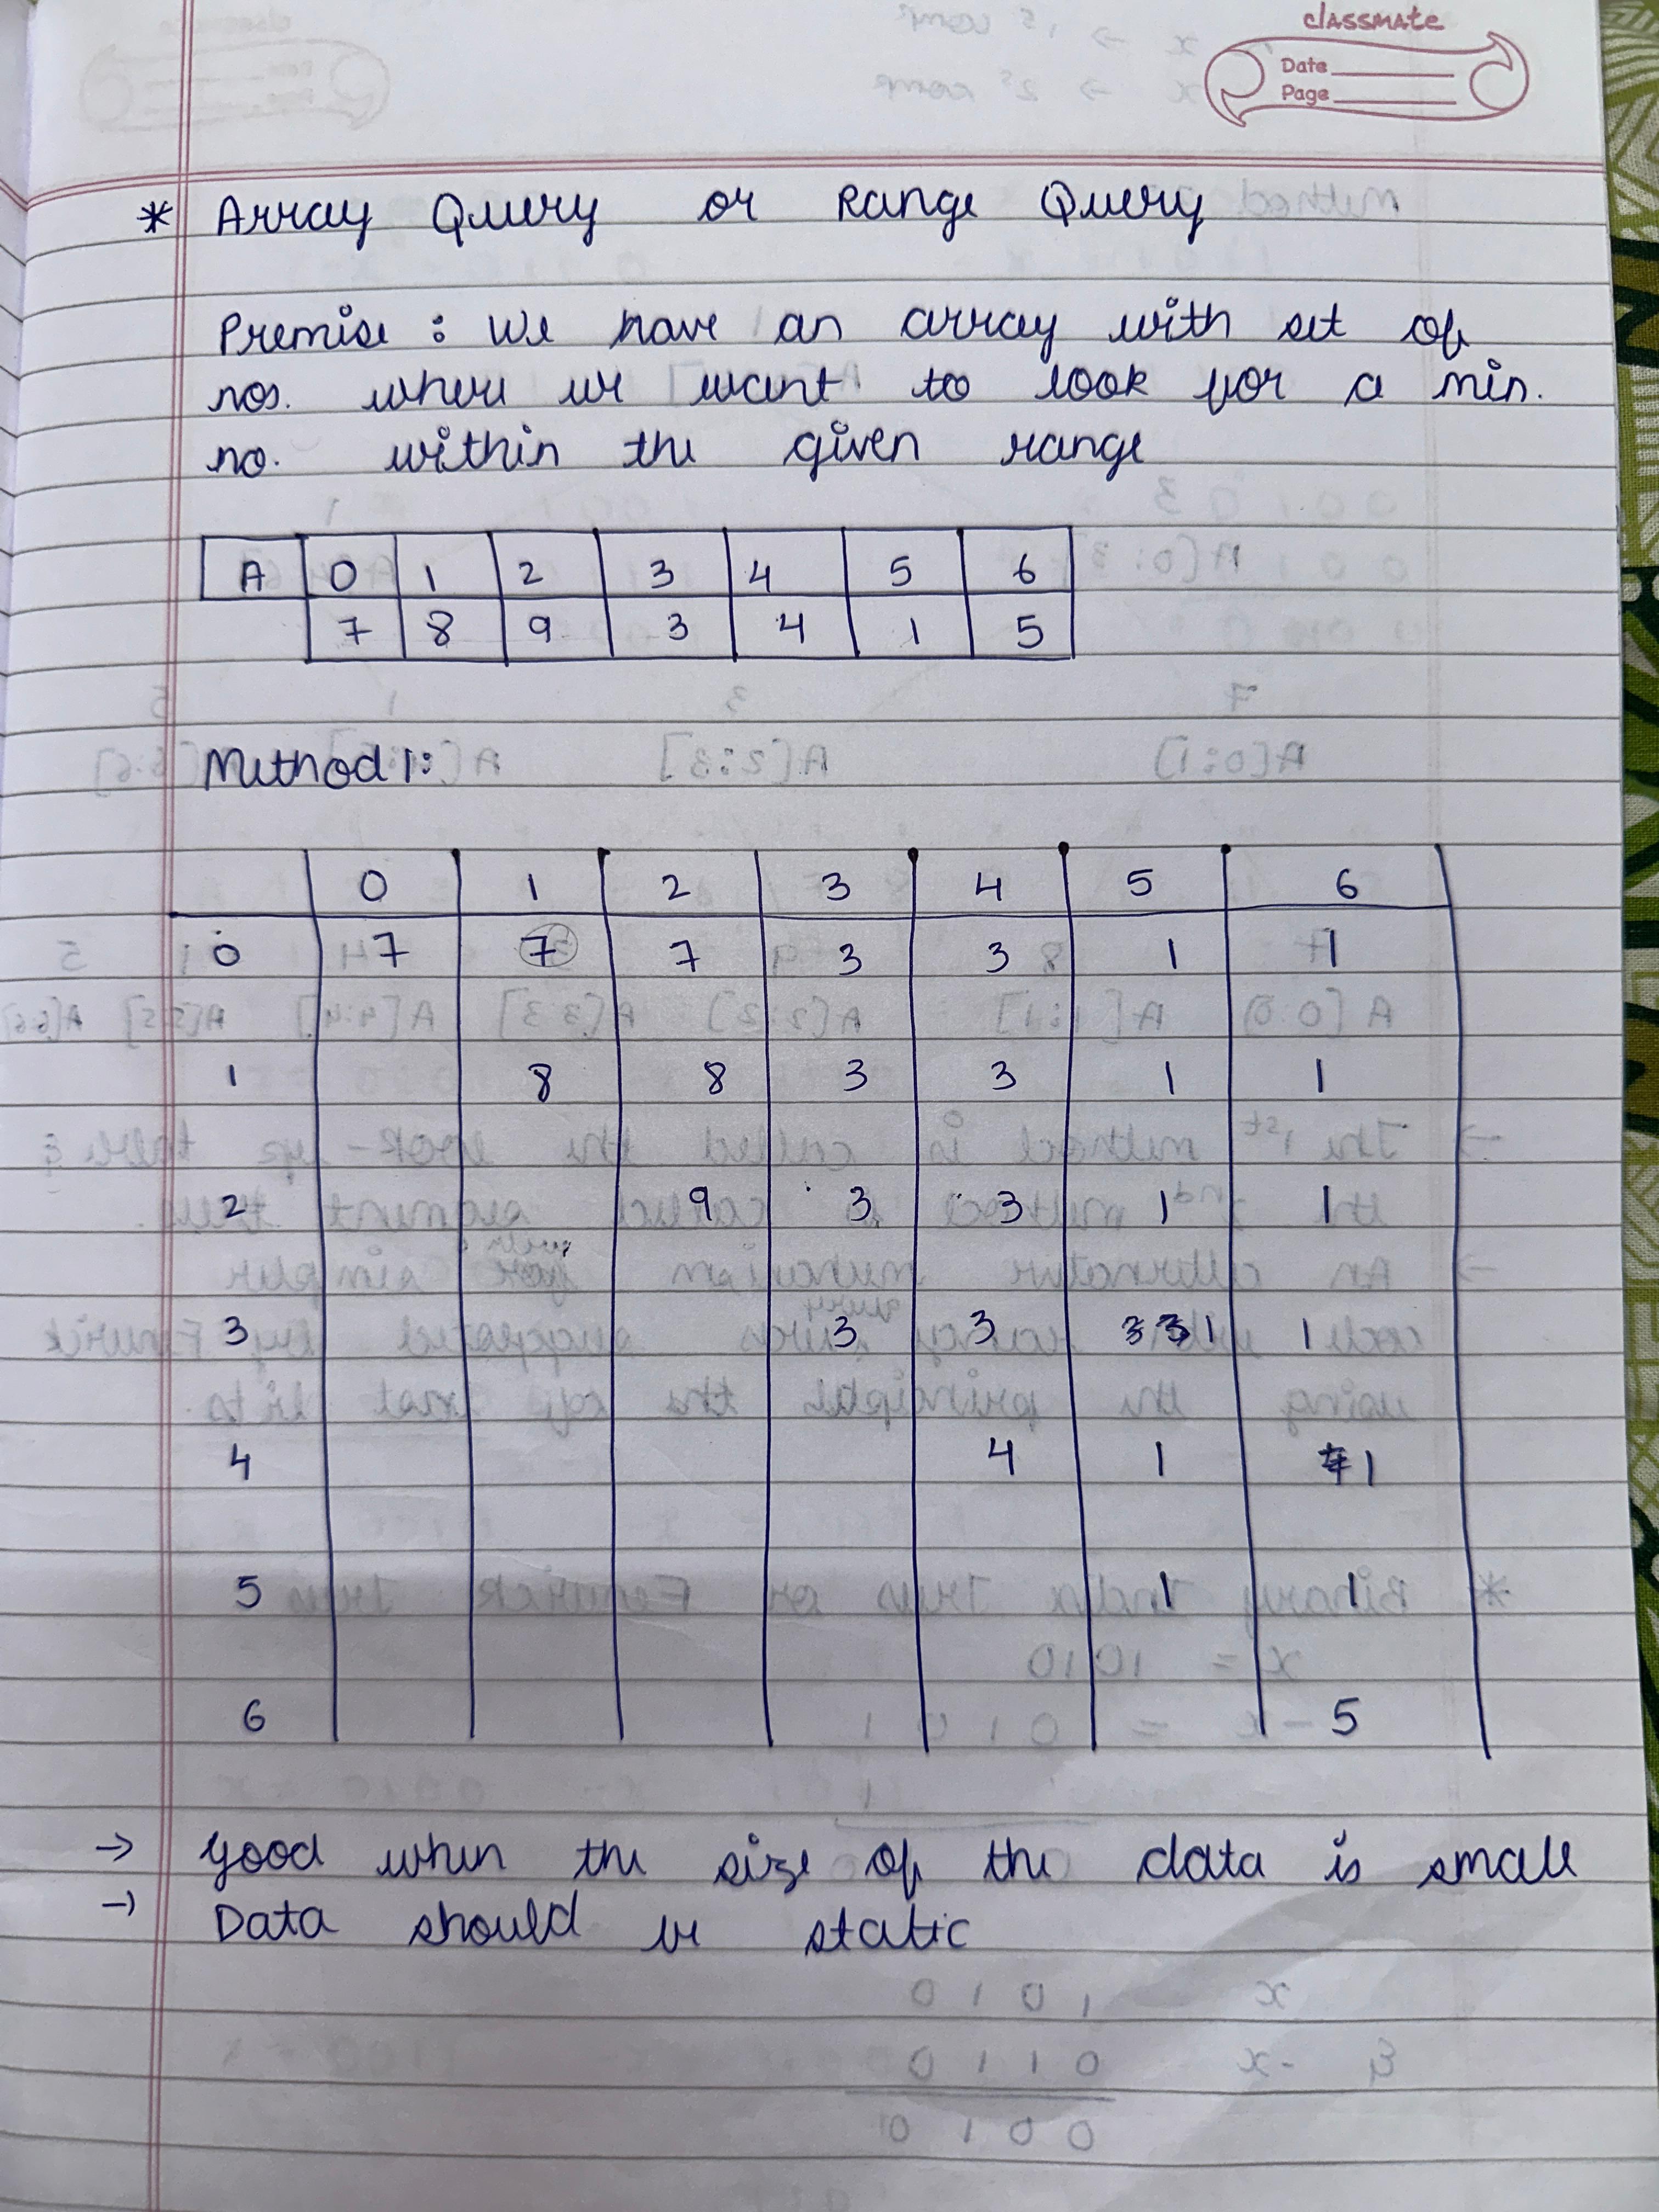 classmate
Date
Page
* Array Query or Range Query
Premise : We have an array with set of
nos. where we want to look for a min.
no. within the given range
A 0 1 2 3 4 5 6
7 8 9 3 4 1 5
Method 1:
0 1 2 3 4 5 6
0 7 7 7 3 3 1 1
1 8 8 3 3 1 1
2 9 3 3 1 1
3 3 3 1 1
4 4 1 1
5 1 1
6 5
→ Good when the size of the data is small
→ Data should be static